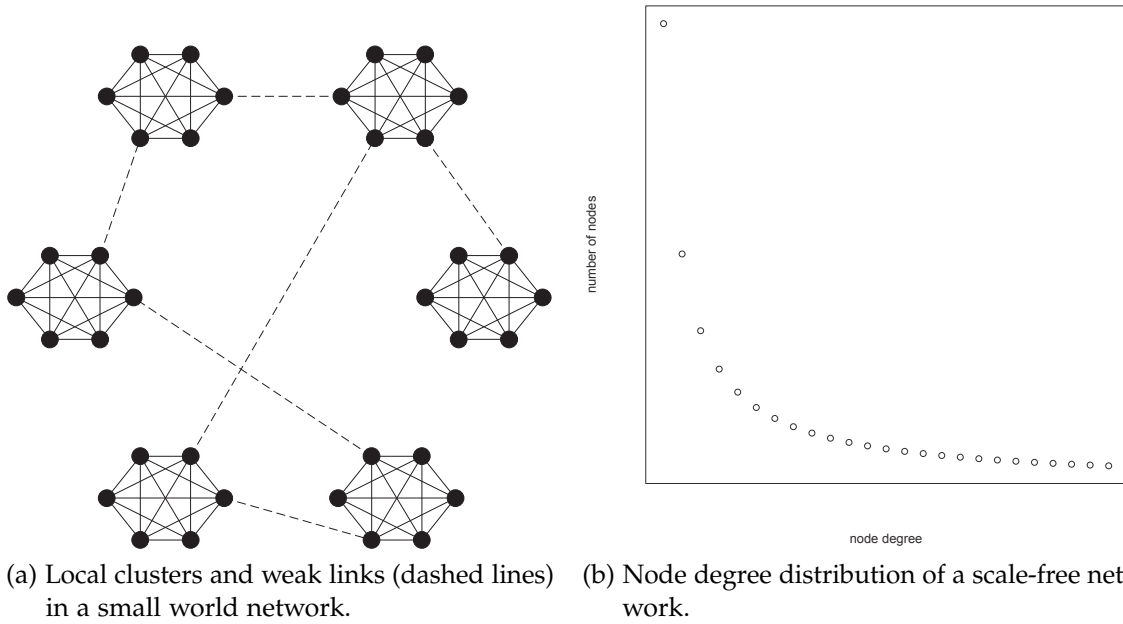 number of nodes
node degree
(a) Local clusters and weak links (dashed lines)
in a small world network.
(b) Node degree distribution of a scale-free net
work.